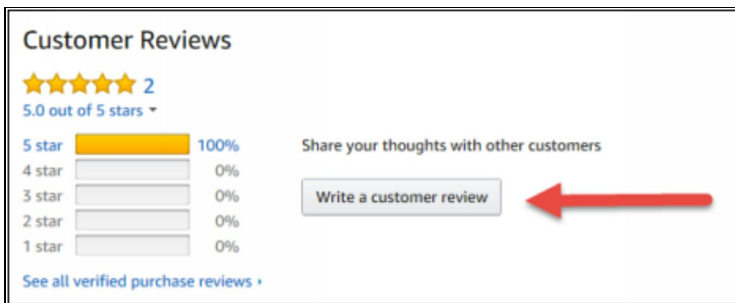 Customer Reviews
2
5.0 out of 5 stars
5 star 100%
Share your thoughts with other customers
4 star 0%
3 star 0%
Write a customer review
2 star 0%
1 star 0%
See all verified purchase reviews ›